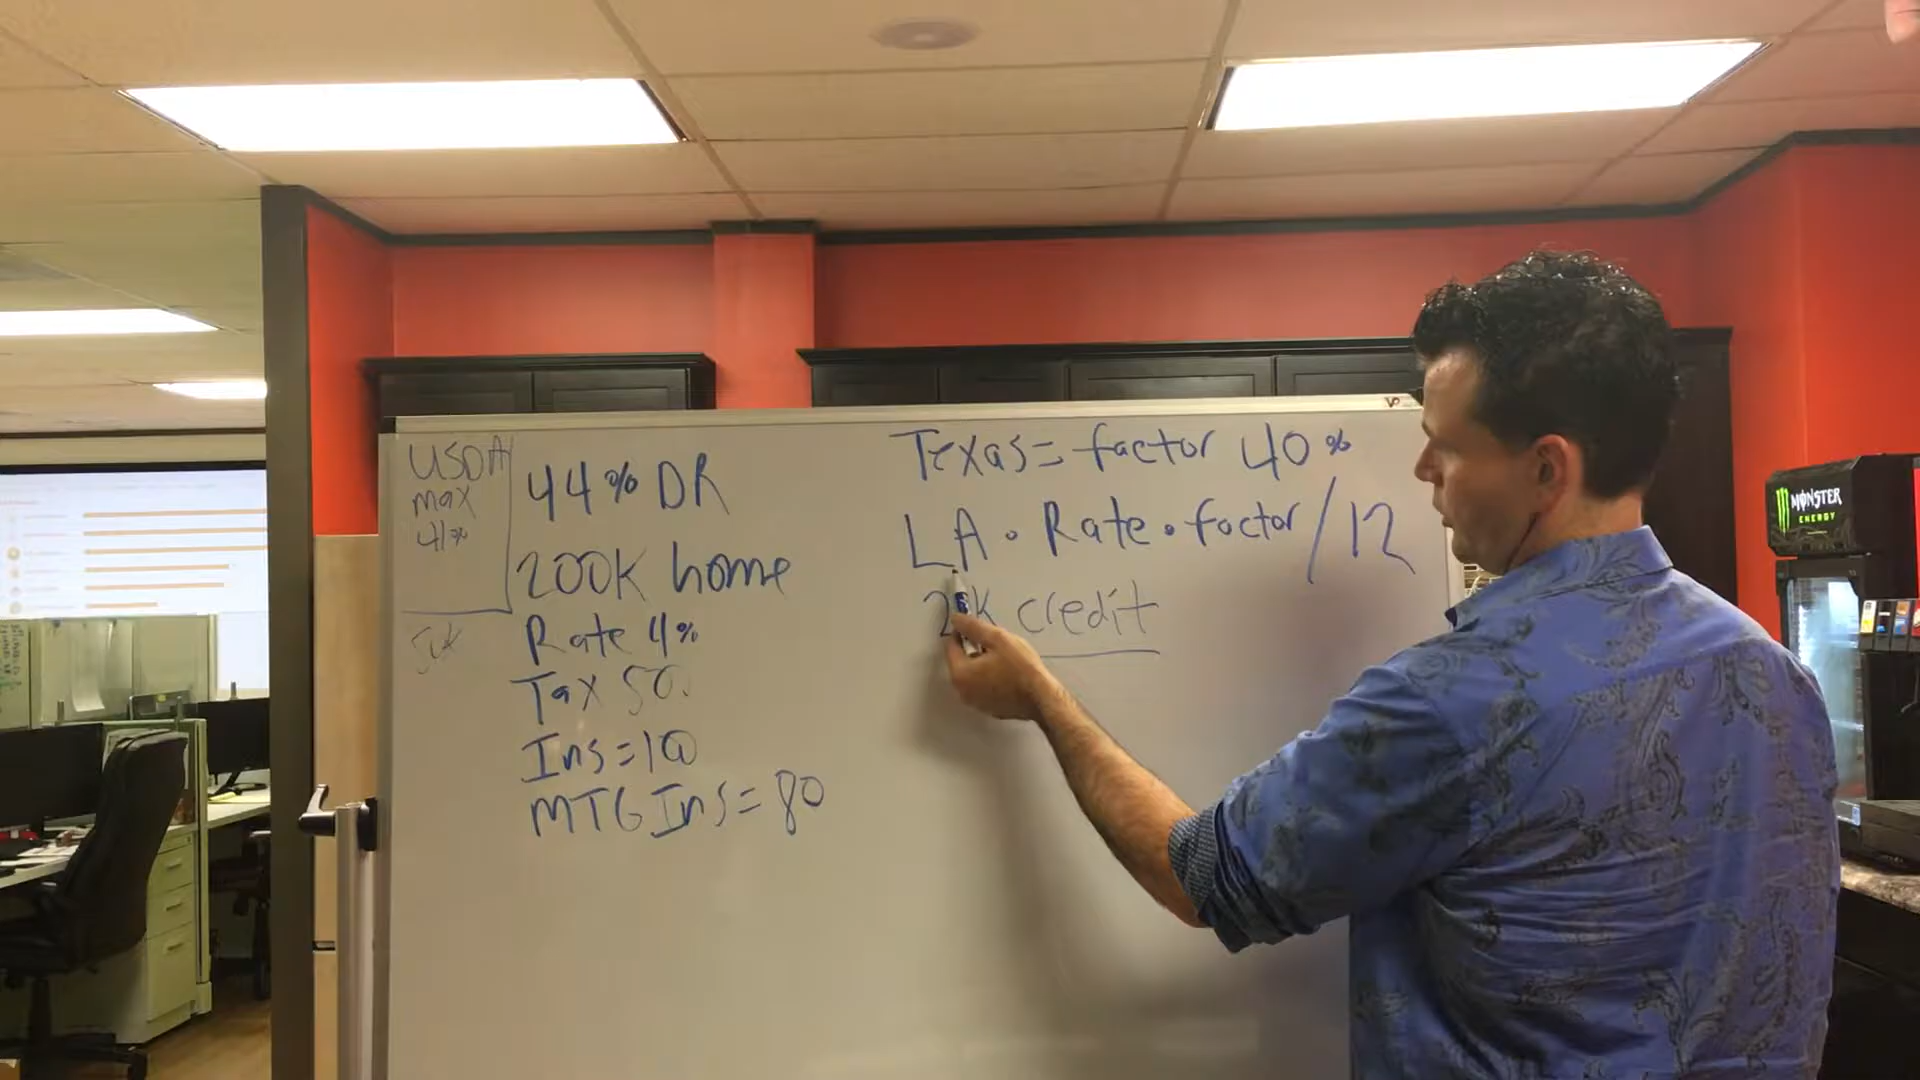 USDA
max
41%
44% DR
200K home
Rate 4%
Tax 50
Ins = 100
MTG Ins = 80
Texas = factor 40%
LA · Rate · factor / 12
credit
MONSTER
ENERGY